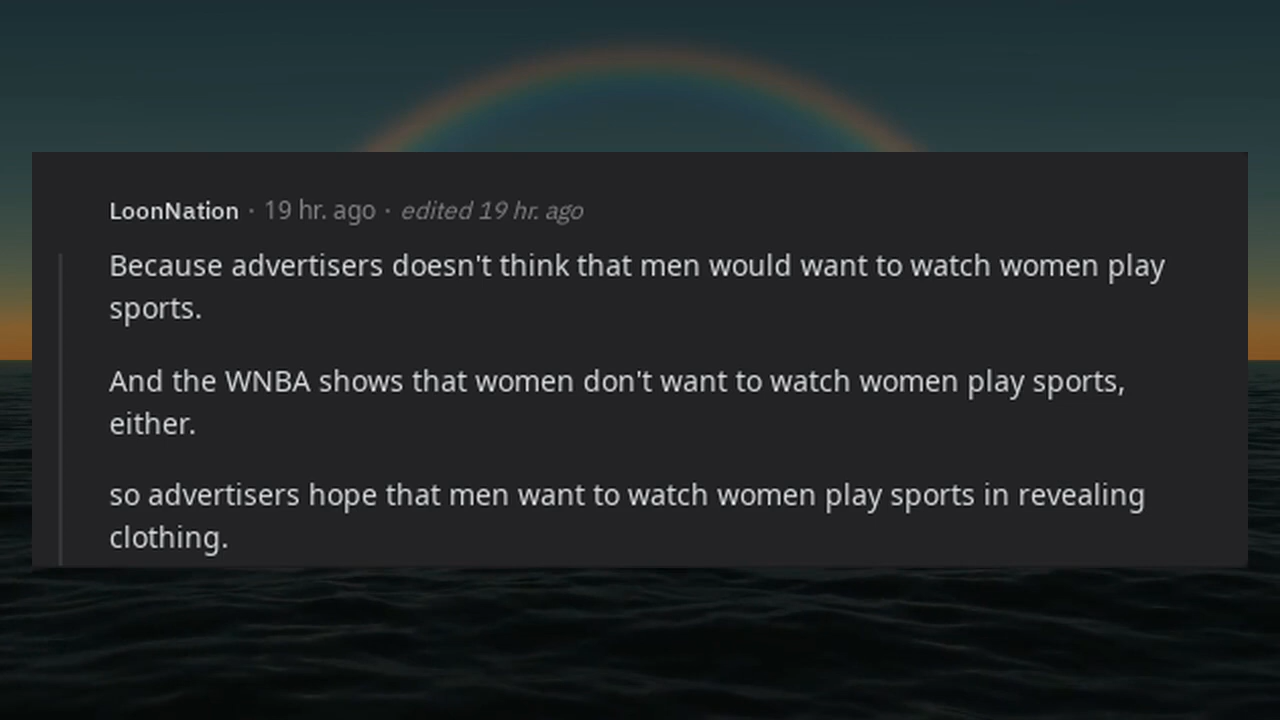 LoonNation · 19 hr. ago · edited 19 hr. ago
Because advertisers doesn't think that men would want to watch women play
sports.
And the WNBA shows that women don't want to watch women play sports,
either.
so advertisers hope that men want to watch women play sports in revealing
clothing.